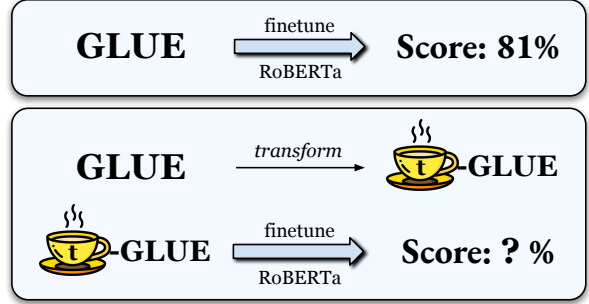 GLUE finetune RoBERTa Score: 81%
GLUE transform t-GLUE
t-GLUE finetune RoBERTa Score: ? %